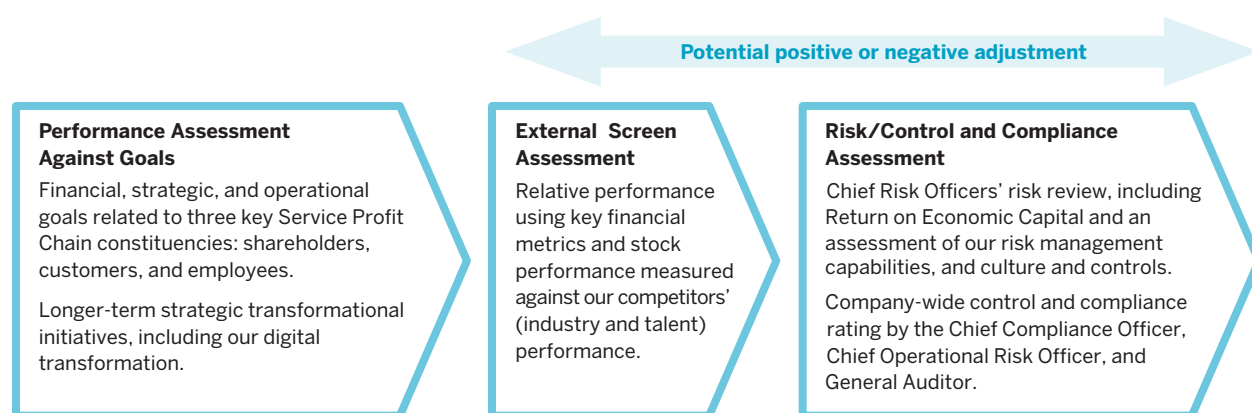 Potential positive or negative adjustment
Performance Assessment
Against Goals
Financial, strategic, and operational
goals related to three key Service Profit
Chain constituencies: shareholders,
customers, and employees.
Longer-term strategic transformational
initiatives, including our digital
transformation.
External Screen
Assessment
Relative performance
using key financial
metrics and stock
performance measured
against our competitors’
(industry and talent)
performance.
Risk/Control and Compliance
Assessment
Chief Risk Officers’ risk review, including
Return on Economic Capital and an
assessment of our risk management
capabilities, and culture and controls.
Company-wide control and compliance
rating by the Chief Compliance Officer,
Chief Operational Risk Officer, and
General Auditor.